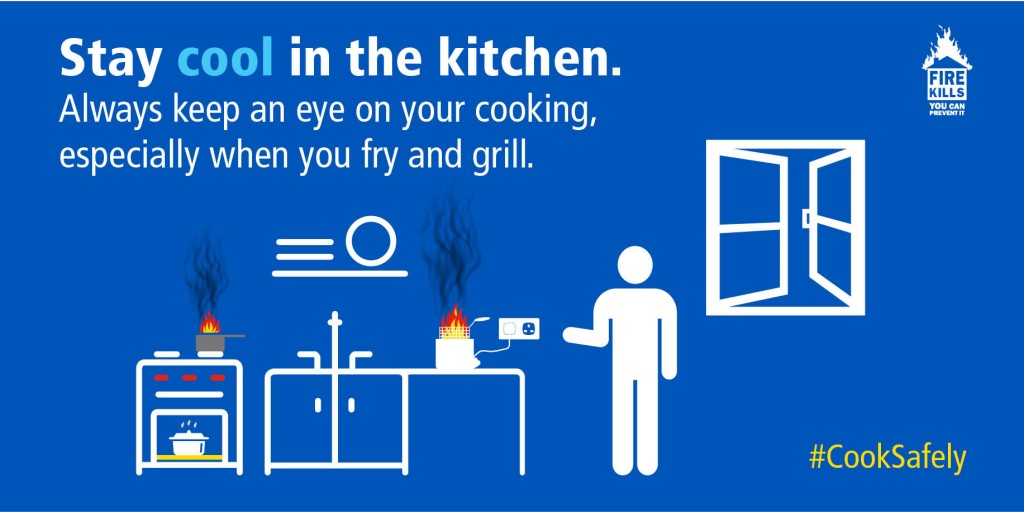 Stay cool in the kitchen.
Always keep an eye on your cooking,
especially when you fry and grill.
FIRE
KILLS
YOU CAN
PREVENT IT
#CookSafely